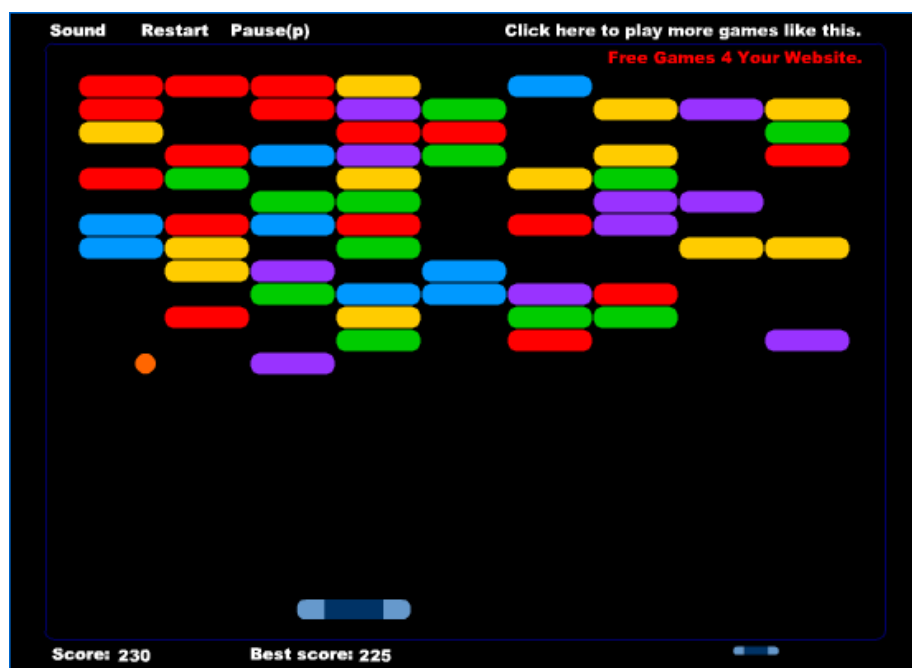 Sound Restart Pause(p) Click here to play more games like this.
Free Games 4 Your Website.
Score: 230 Best score: 225